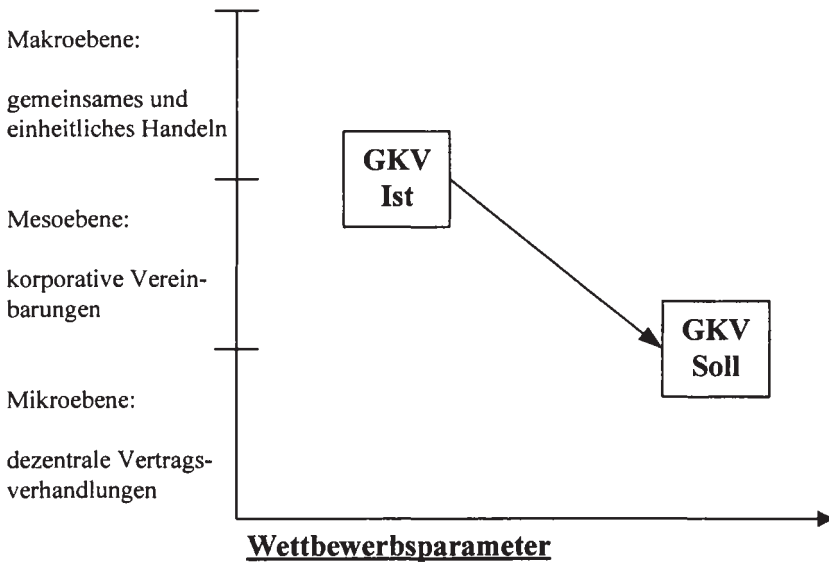 Makroebene:
gemeinsames und
einheitliches Handeln
GKV
Ist
Mesoebene:
korporative Verein-
barungen
GKV
Soll
Mikroebene:
dezentrale Vertrags-
verhandlungen
Wettbewerbsparameter